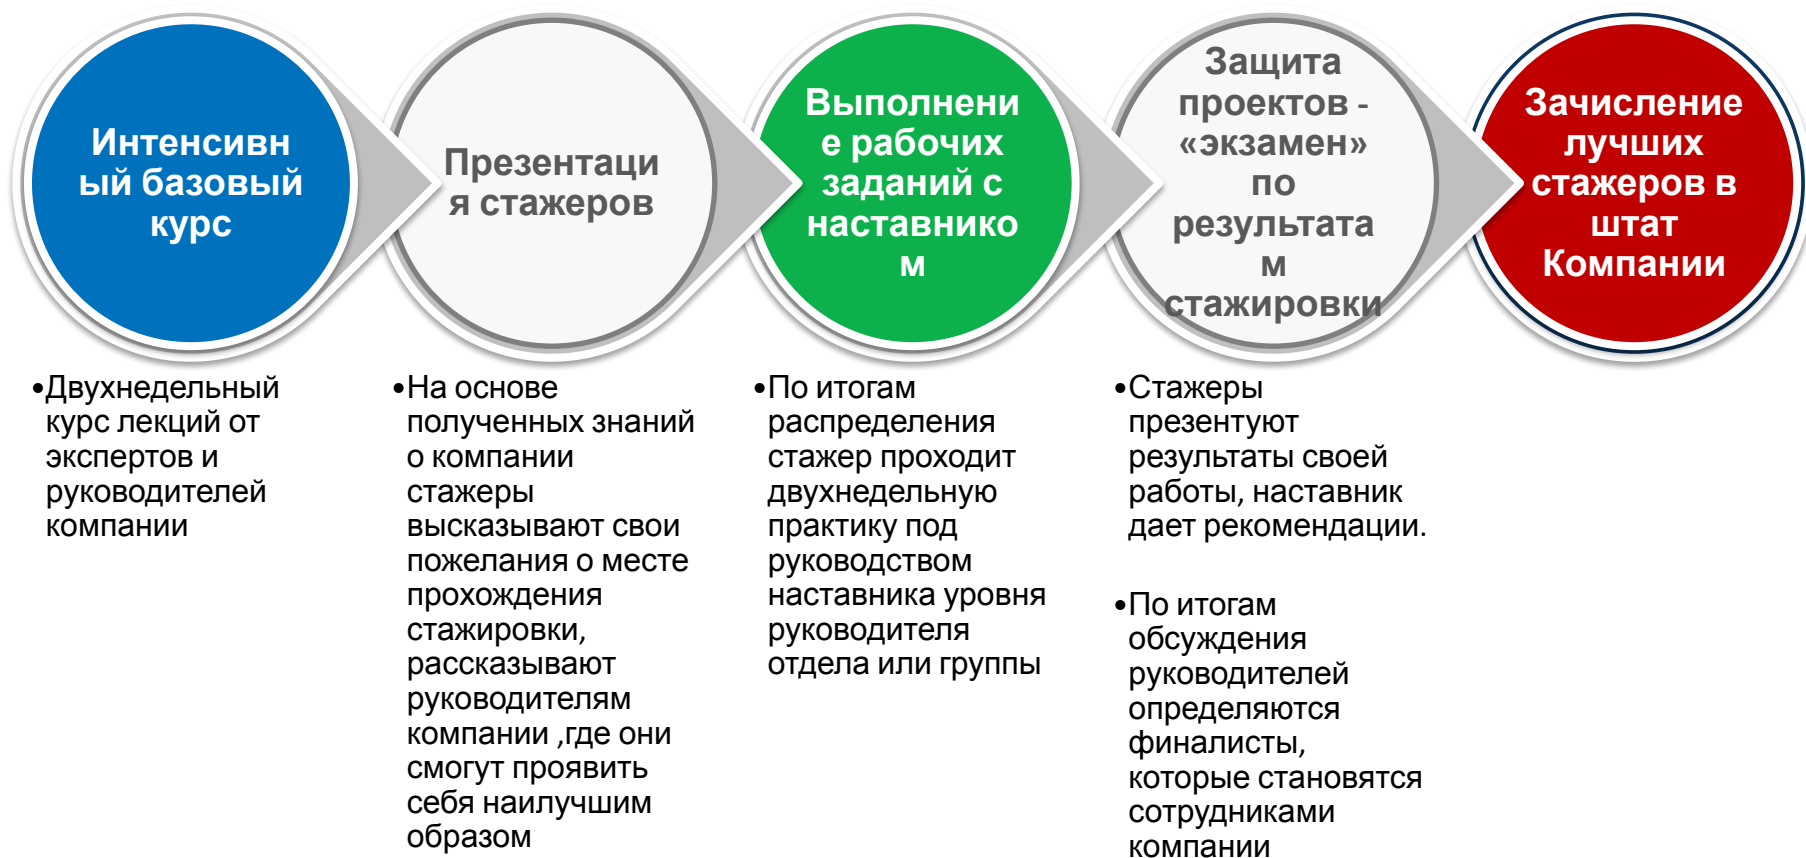 Интенсивн
ый базовый
курс
Презентаци
я стажеров
Выполнени
е рабочих
заданий с
наставнико
м
Защита
проектов -
«экзамен»
по
результата
м
стажировки
Зачисление
лучших
стажеров в
штат
Компании
•Двухнедельный
курс лекций от
экспертов и
руководителей
компании
•На основе
полученных знаний
о компании
стажеры
высказывают свои
пожелания о месте
прохождения
стажировки,
рассказывают
руководителям
компании ,где они
смогут проявить
себя наилучшим
образом
•По итогам
распределения
стажер проходит
двухнедельную
практику под
руководством
наставника уровня
руководителя
отдела или группы
•Стажеры
презентуют
результаты своей
работы, наставник
дает рекомендации.
•По итогам
обсуждения
руководителей
определяются
финалисты,
которые становятся
сотрудниками
компании